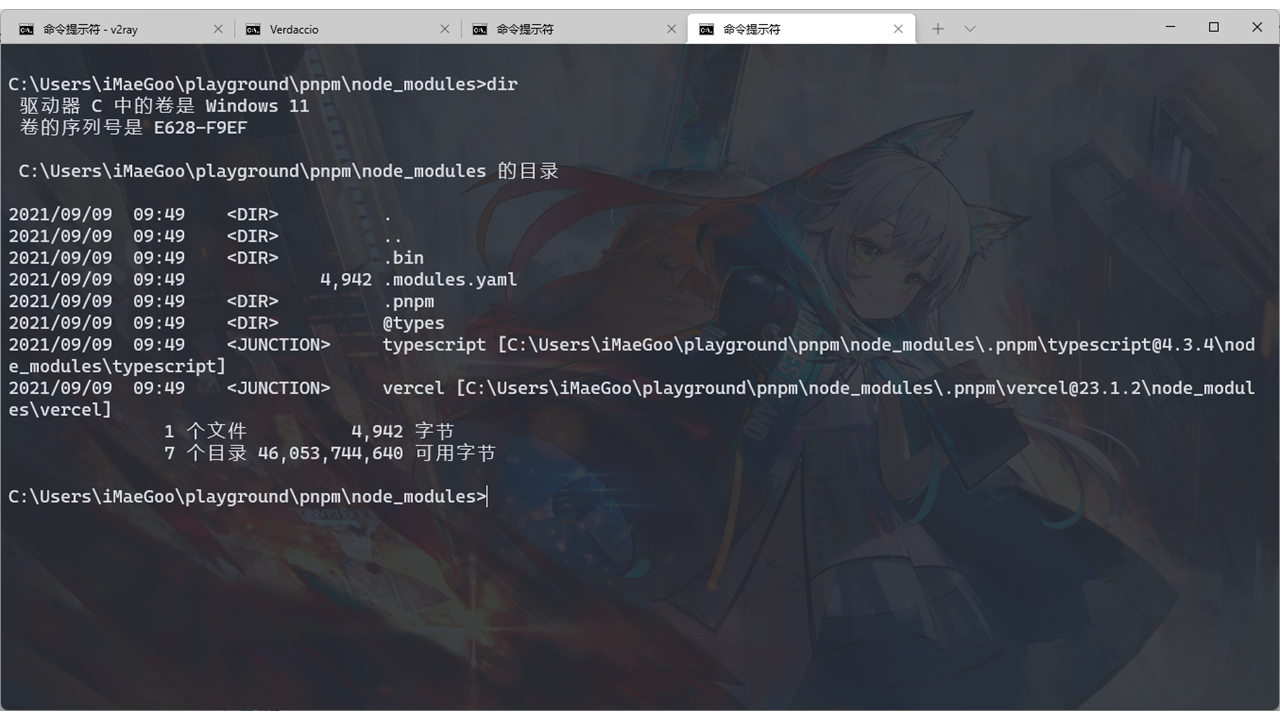 命令提示符 - v2ray
Verdaccio
命令提示符
命令提示符
C:\Users\iMaeGoo\playground\pnpm\node_modules>dir
驱动器 C 中的卷是 Windows 11
卷的序列号是 E628-F9EF
C:\Users\iMaeGoo\playground\pnpm\node_modules 的目录
2021/09/09  09:49    <DIR>          .
2021/09/09  09:49    <DIR>          ..
2021/09/09  09:49    <DIR>          .bin
2021/09/09  09:49             4,942 .modules.yaml
2021/09/09  09:49    <DIR>          .pnpm
2021/09/09  09:49    <DIR>          @types
2021/09/09  09:49    <JUNCTION>     typescript [C:\Users\iMaeGoo\playground\pnpm\node_modules\.pnpm\typescript@4.3.4\nod
e_modules\typescript]
2021/09/09  09:49    <JUNCTION>     vercel [C:\Users\iMaeGoo\playground\pnpm\node_modules\.pnpm\vercel@23.1.2\node_modul
es\vercel]
1 个文件          4,942 字节
7 个目录 46,053,744,640 可用字节
C:\Users\iMaeGoo\playground\pnpm\node_modules>